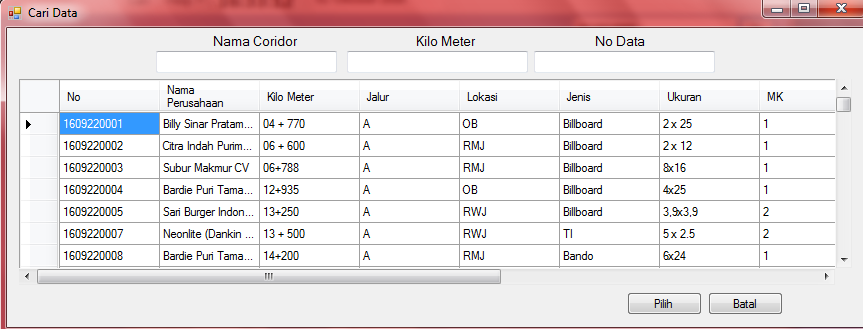 Cari Data
Nama Coridor Kilo Meter No Data
No Nama Perusahaan Kilo Meter Jalur Lokasi Jenis Ukuran MK
1609220001 Billy Sinar Pratam... 04 + 770 A OB Billboard 2 x 25 1
1609220002 Citra Indah Purim... 06 + 600 A RMJ Billboard 2 x 12 1
1609220003 Subur Makmur CV 06+788 A RMJ Billboard 8x16 1
1609220004 Bardie Puri Tama... 12+935 A OB Billboard 4x25 1
1609220005 Sari Burger Indon... 13+250 A RWJ Billboard 3,9x3,9 2
1609220007 Neonlite (Dankin ... 13 + 500 A RWJ TI 5 x 2.5 2
1609220008 Bardie Puri Tama... 14+200 A RMJ Bando 6x24 1
Pilih Batal